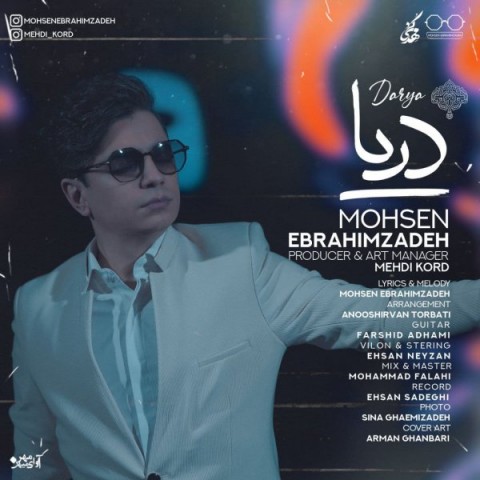 MOHSENEBRAHIMZADEH
MEHDI_KORD
Darya
دریا
MOHSEN
EBRAHIMZADEH
PRODUCER & ART MANAGER
MEHDI KORD
LYRICS & MELODY
MOHSEN EBRAHIMZADEH
ARRANGEMENT
ANOOSHIRVAN TORBATI
GUITAR
FARSHID ADHAMI
VILON & STERING
EHSAN NEYZAN
MIX & MASTER
MOHAMMAD FALAHI
RECORD
EHSAN SADEGHI
PHOTO
SINA GHAEMIZADEH
COVER ART
ARMAN GHANBARI